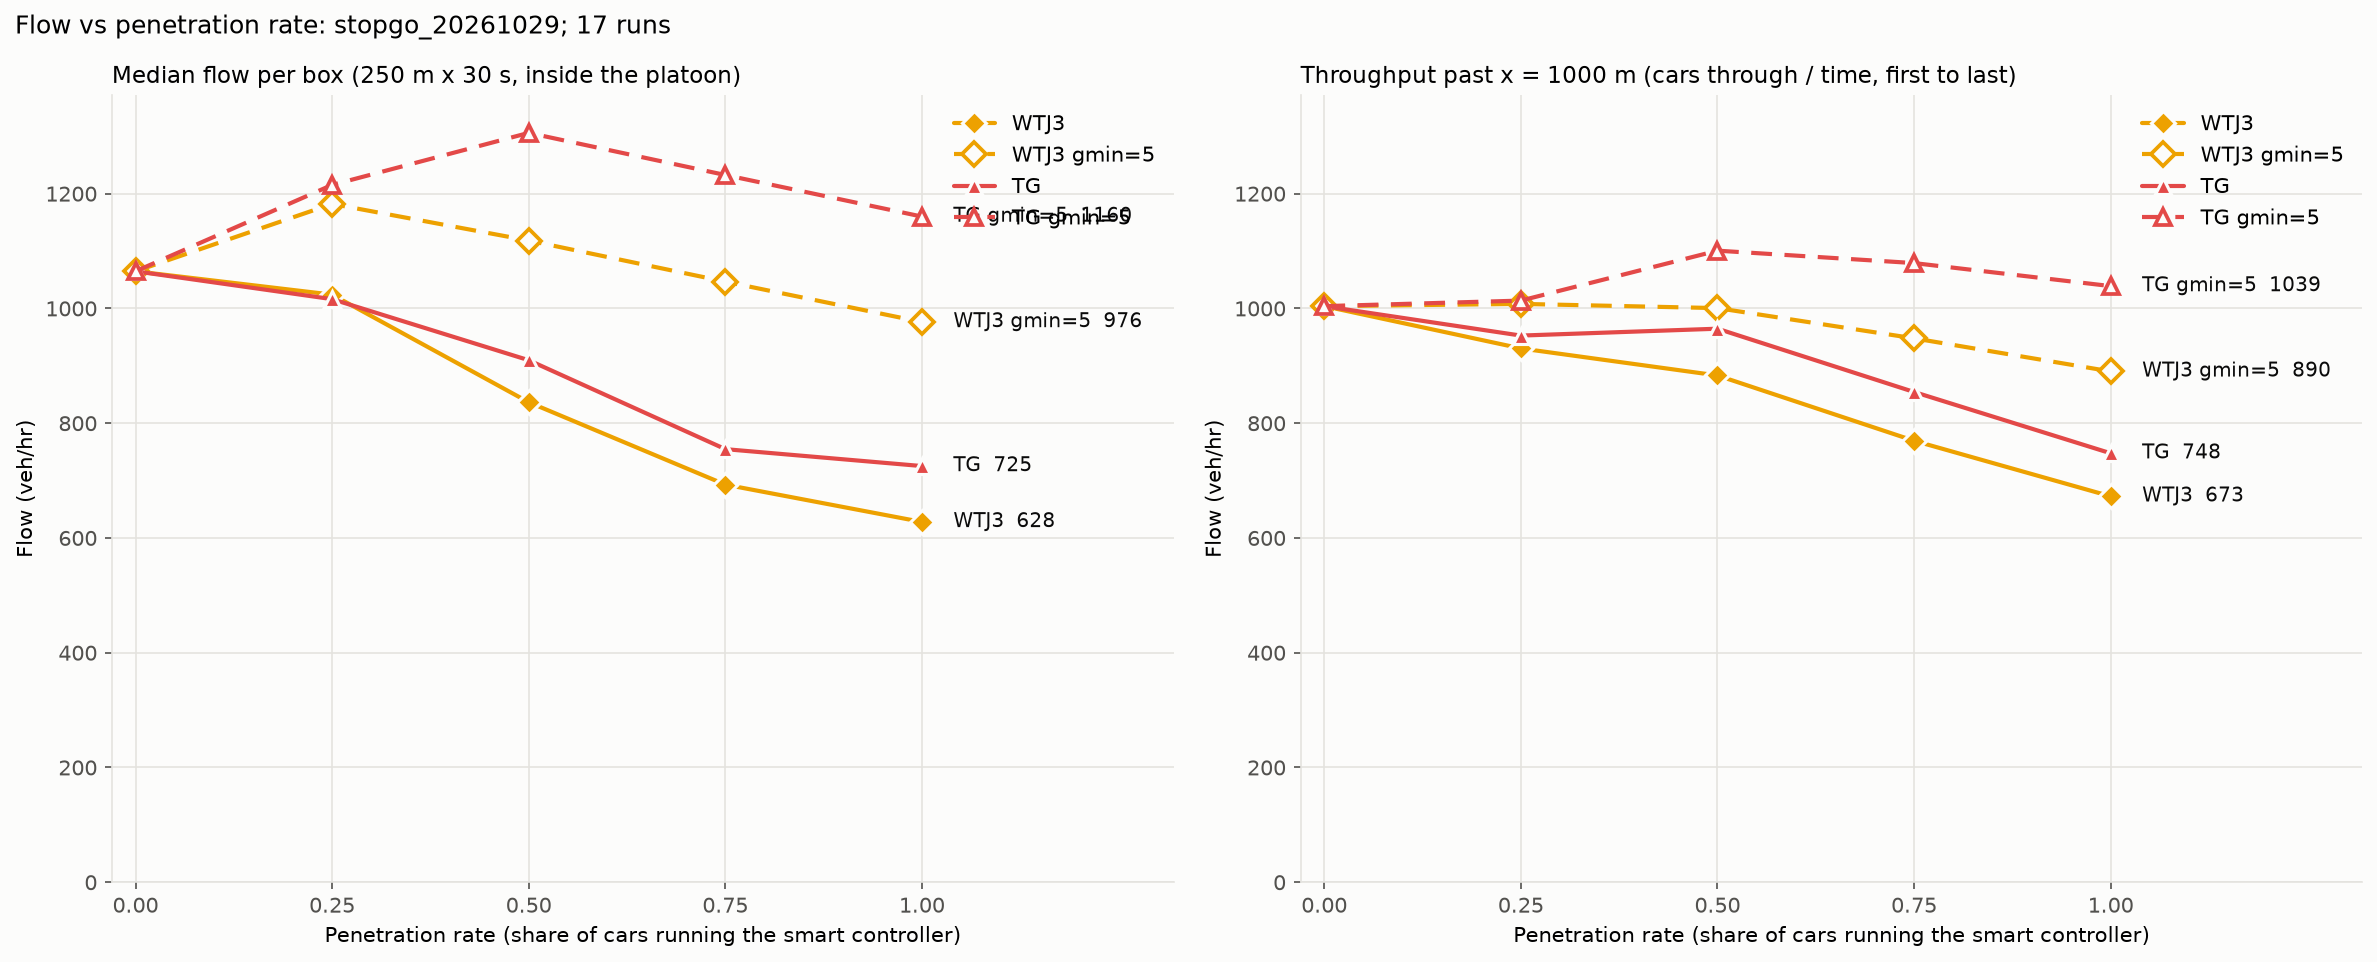 Flow vs penetration rate: stopgo_20261029; 17 runs
Median flow per box (250 m x 30 s, inside the platoon)
WTJ3
WTJ3 gmin=5
TG
TG gmin=5
TG gmin=5 1160
WTJ3 gmin=5 976
TG 725
WTJ3 628
Flow (veh/hr)
1200
1000
800
600
400
200
0
0.00 0.25 0.50 0.75 1.00
Penetration rate (share of cars running the smart controller)
Throughput past x = 1000 m (cars through / time, first to last)
WTJ3
WTJ3 gmin=5
TG
TG gmin=5
TG gmin=5 1039
WTJ3 gmin=5 890
TG 748
WTJ3 673
Flow (veh/hr)
1200
1000
800
600
400
200
0
0.00 0.25 0.50 0.75 1.00
Penetration rate (share of cars running the smart controller)